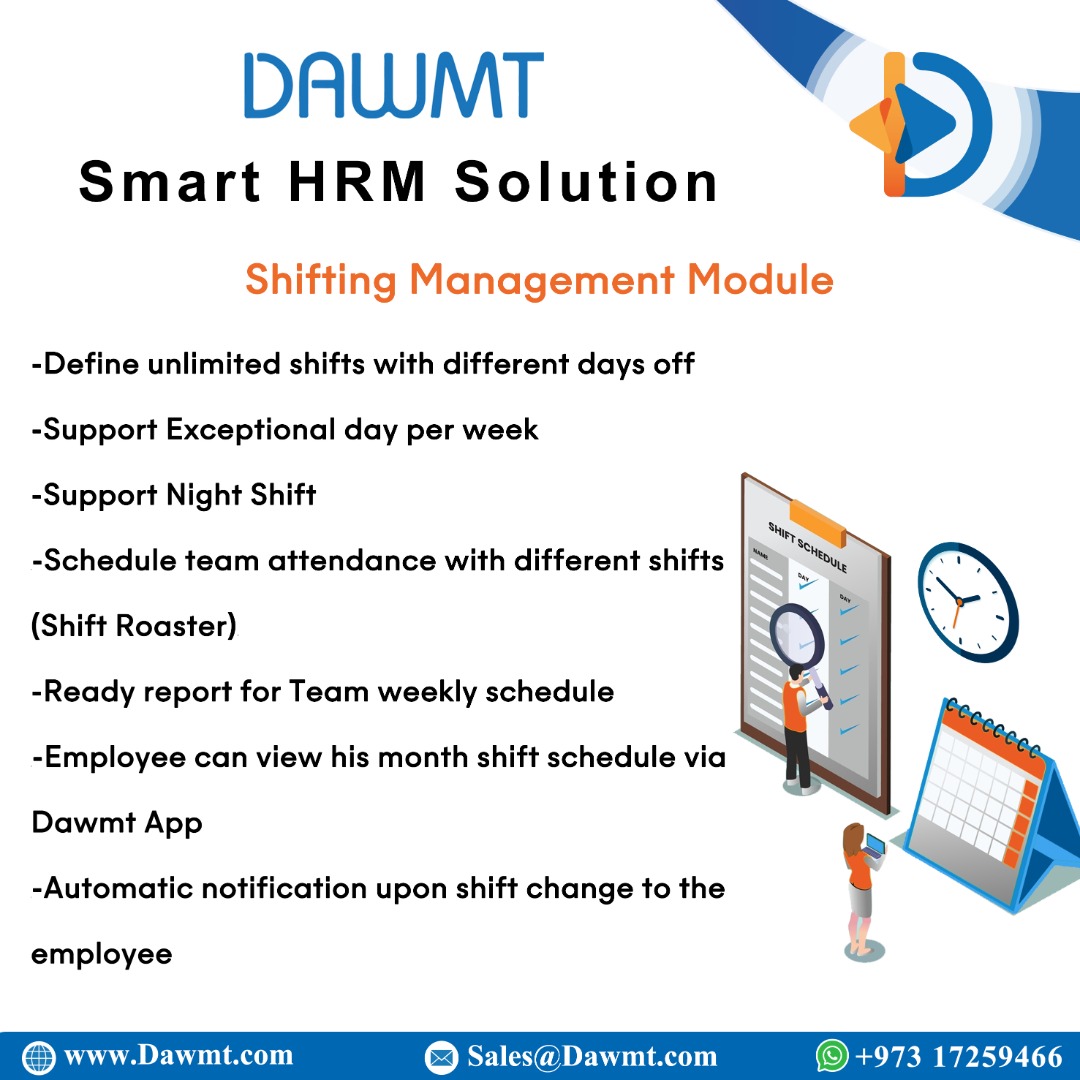 DAWMT
Smart HRM Solution
Shifting Management Module
-Define unlimited shifts with different days off
-Support Exceptional day per week
-Support Night Shift
-Schedule team attendance with different shifts
(Shift Roaster)
-Ready report for Team weekly schedule
-Employee can view his month shift schedule via
Dawmt App
-Automatic notification upon shift change to the
employee
SHIFT SCHEDULE
NAME
DAY
DAY
www.Dawmt.com
Sales@Dawmt.com
+973 17259466